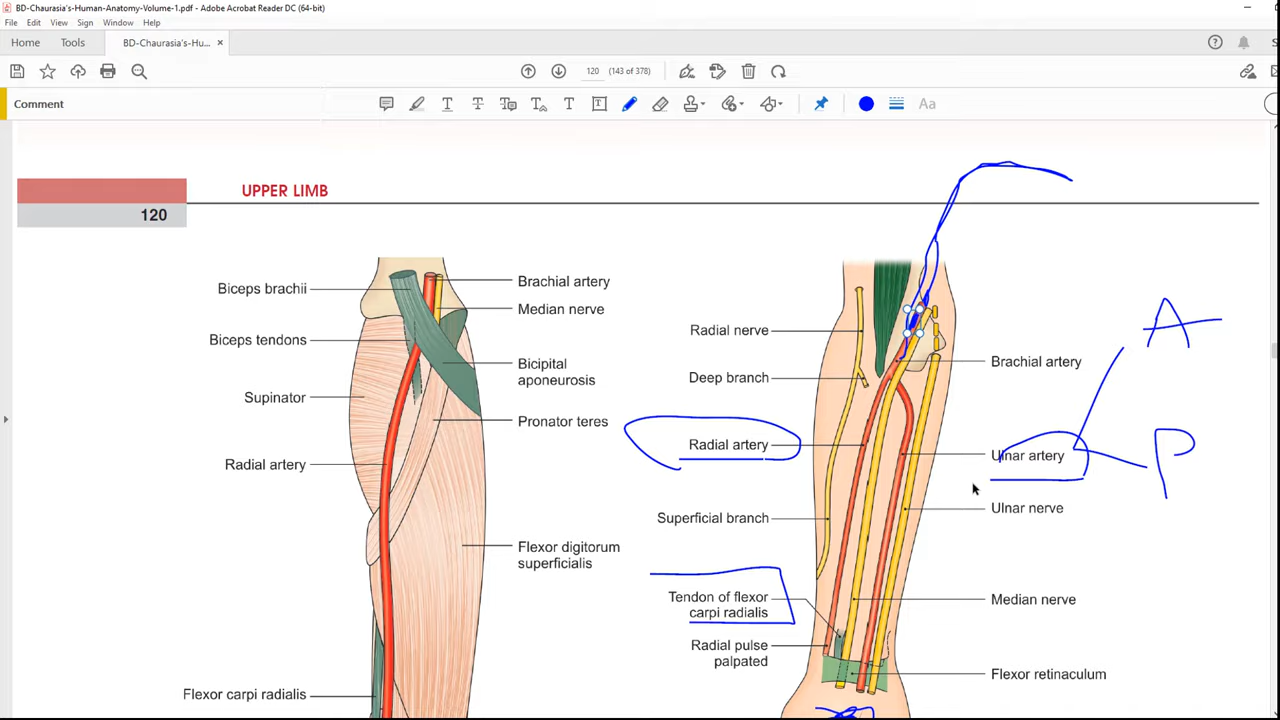 BD-Chaurasia's-Human-Anatomy-Volume-1.pdf - Adobe Acrobat Reader DC (64-bit)
File Edit View Sign Window Help
Home Tools BD-Chaurasia's-Hu... ×
120 (143 of 378)
Comment
Aa
UPPER LIMB
120
Biceps brachii
Biceps tendons
Supinator
Radial artery
Flexor carpi radialis
Brachial artery
Median nerve
Bicipital
aponeurosis
Pronator teres
Flexor digitorum
superficialis
Radial nerve
Deep branch
Radial artery
Superficial branch
Tendon of flexor
carpi radialis
Radial pulse
palpated
Brachial artery
Ulnar artery
Ulnar nerve
Median nerve
Flexor retinaculum
A
P